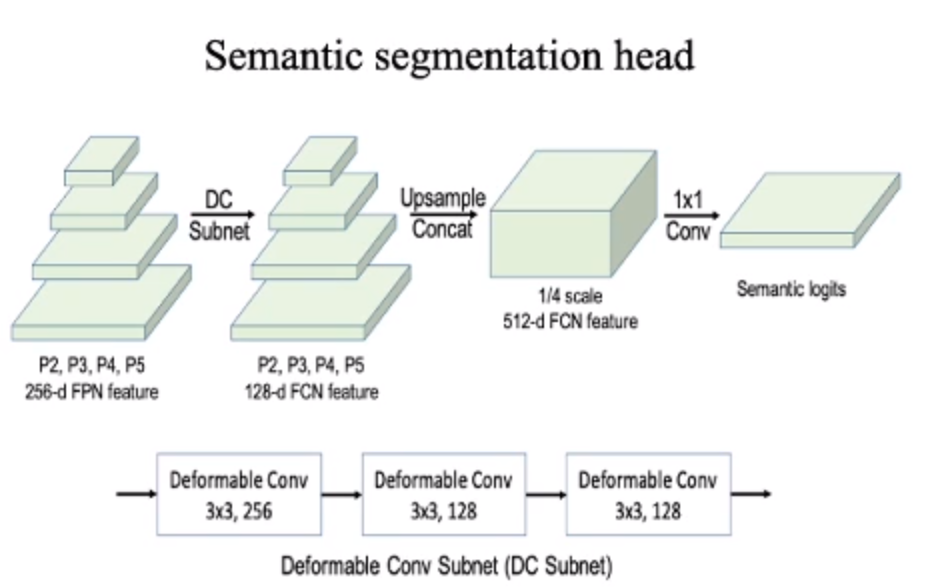 Semantic segmentation head
DC
Subnet
Upsample
Concat
1x1
Conv
1/4 scale
512-d FCN feature
Semantic logits
P2, P3, P4, P5
256-d FPN feature
P2, P3, P4, P5
128-d FCN feature
Deformable Conv
3x3, 256
Deformable Conv
3x3, 128
Deformable Conv
3x3, 128
Deformable Conv Subnet (DC Subnet)